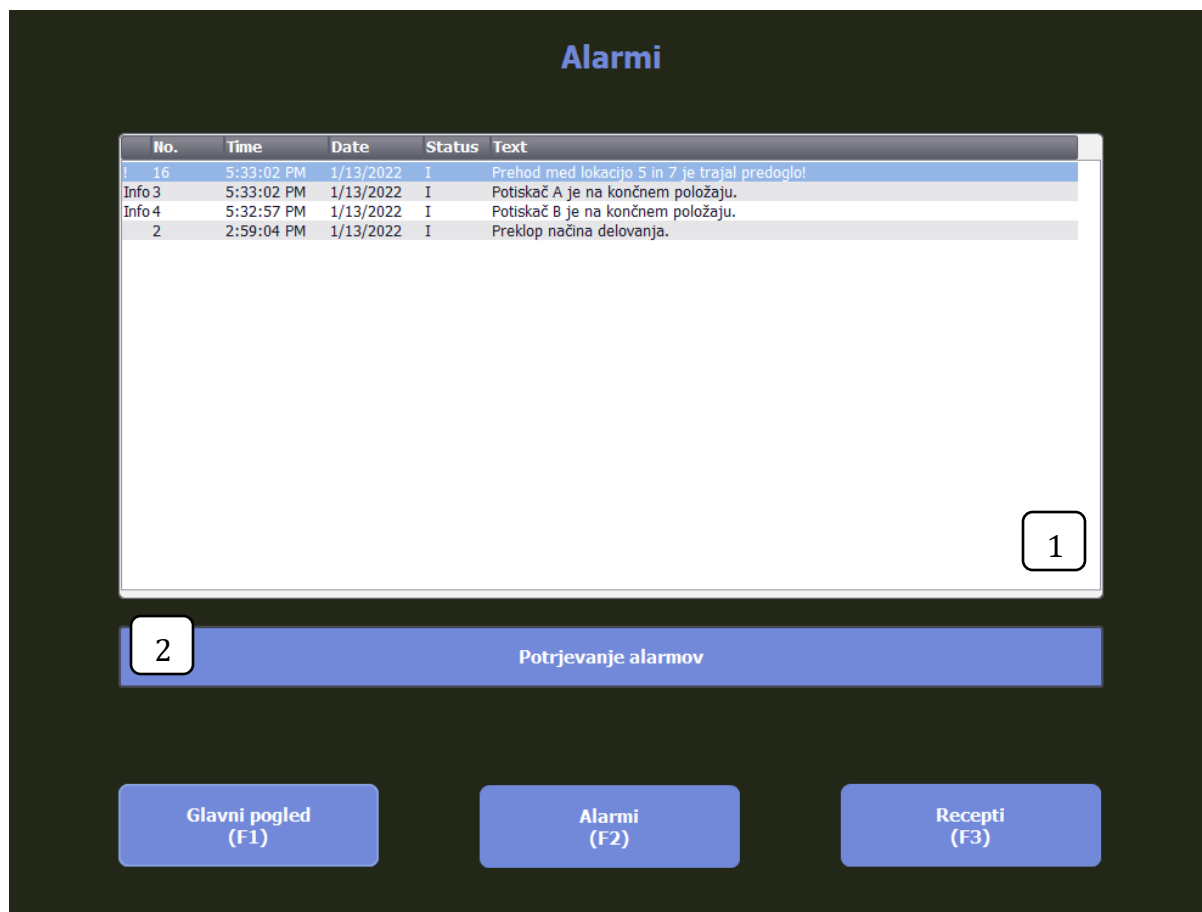 Alarmi
No. Time Date Status Text
! 16 5:33:02 PM 1/13/2022 I Prehod med lokacijo 5 in 7 je trajal predoglo!
Info 3 5:33:02 PM 1/13/2022 I Potiskač A je na končnem položaju.
Info 4 5:32:57 PM 1/13/2022 I Potiskač B je na končnem položaju.
2 2:59:04 PM 1/13/2022 I Preklop načina delovanja.
1
2
Potrjevanje alarmov
Glavni pogled
(F1)
Alarmi
(F2)
Recepti
(F3)